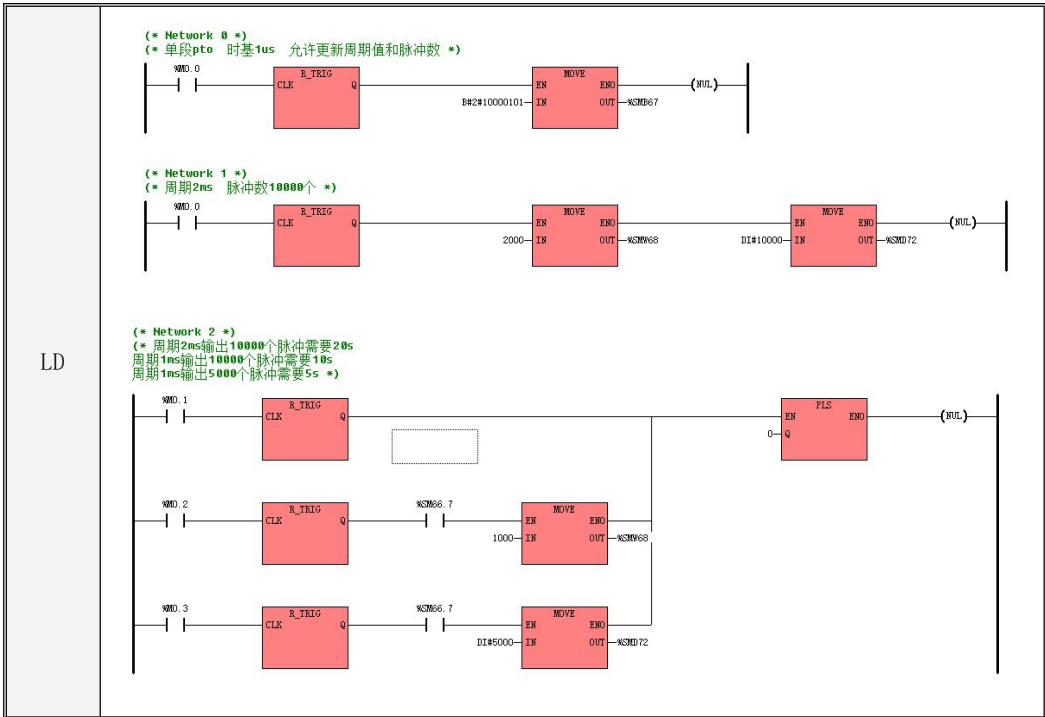 (* Network 0 *)
(* 单段pto 时基1us 允许更新周期值和脉冲数 *)
%M0.0
R_TRIG
MOVE
CLK Q
EN ENO
(NUL)
B#2#10000101 IN OUT %SMB67
(* Network 1 *)
(* 周期2ms 脉冲数10000个 *)
%M0.0
R_TRIG
MOVE
MOVE
CLK Q
EN ENO
EN ENO
(NUL)
2000 IN OUT %SMW68
DI#10000 IN OUT %SMD72
(* Network 2 *)
(* 周期2ms输出10000个脉冲需要20s
周期1ms输出10000个脉冲需要10s
周期1ms输出5000个脉冲需要5s *)
LD
%M0.1
R_TRIG
PLS
CLK Q
EN ENO
(NUL)
0 Q
%M0.2
R_TRIG
%SM66.7
MOVE
CLK Q
EN ENO
1000 IN OUT %SMW68
%M0.3
R_TRIG
%SM66.7
MOVE
CLK Q
EN ENO
DI#5000 IN OUT %SMD72